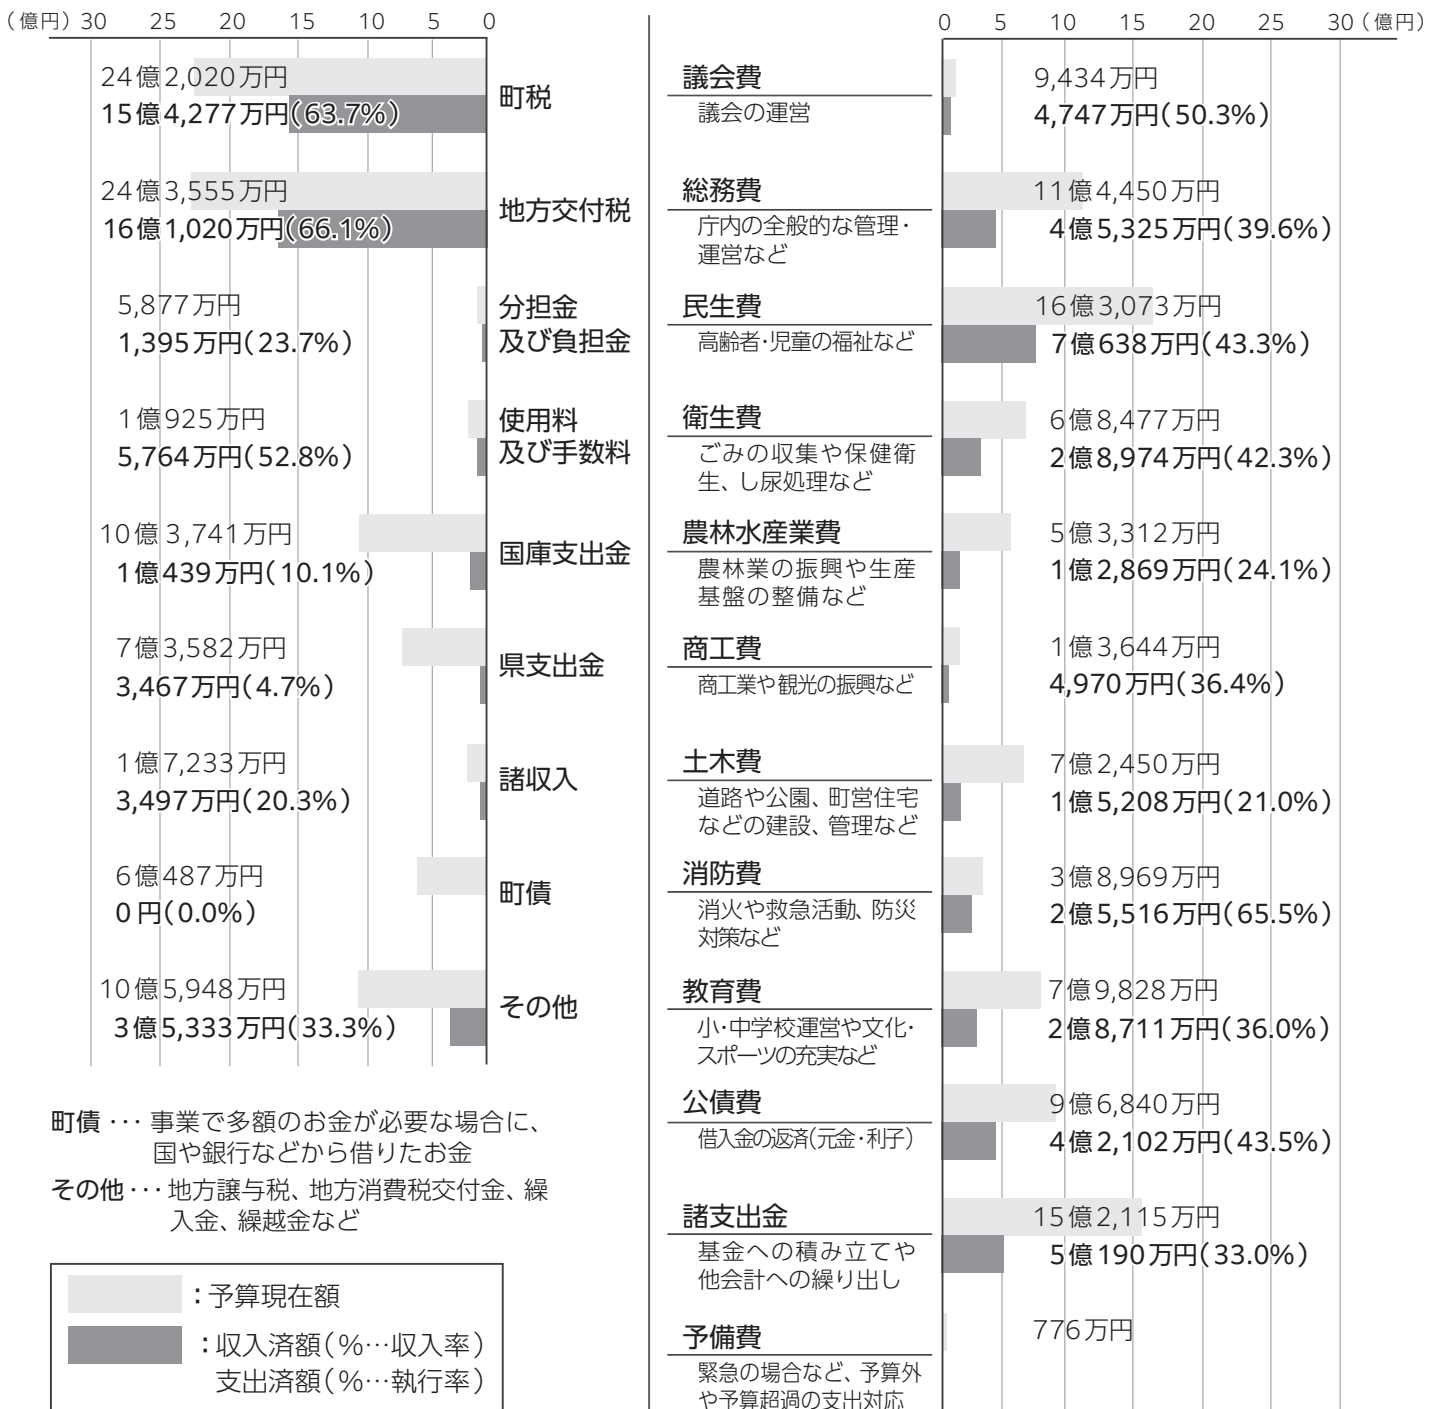 （億円）30 25 20 15 10 5 0
24億2,020万円
15億4,277万円(63.7%)
町税
24億3,555万円
16億1,020万円(66.1%)
地方交付税
5,877万円
1,395万円(23.7%)
分担金
及び負担金
1億925万円
5,764万円(52.8%)
使用料
及び手数料
10億3,741万円
1億439万円(10.1%)
国庫支出金
7億3,582万円
3,467万円(4.7%)
県支出金
1億7,233万円
3,497万円(20.3%)
諸収入
6億487万円
0円(0.0%)
町債
10億5,948万円
3億5,333万円(33.3%)
その他
町債･･･事業で多額のお金が必要な場合に、
国や銀行などから借りたお金
その他･･･地方譲与税、地方消費税交付金、繰
入金、繰越金など
：予算現在額
：収入済額(％…収入率)
支出済額(％…執行率)
0 5 10 15 20 25 30（億円）
議会費
議会の運営
9,434万円
4,747万円(50.3%)
総務費
庁内の全般的な管理・
運営など
11億4,450万円
4億5,325万円(39.6%)
民生費
高齢者･児童の福祉など
16億3,073万円
7億638万円(43.3%)
衛生費
ごみの収集や保健衛
生、し尿処理など
6億8,477万円
2億8,974万円(42.3%)
農林水産業費
農林業の振興や生産
基盤の整備など
5億3,312万円
1億2,869万円(24.1%)
商工費
商工業や観光の振興など
1億3,644万円
4,970万円(36.4%)
土木費
道路や公園、町営住宅
などの建設、管理など
7億2,450万円
1億5,208万円(21.0%)
消防費
消火や救急活動、防災
対策など
3億8,969万円
2億5,516万円(65.5%)
教育費
小･中学校運営や文化･
スポーツの充実など
7億9,828万円
2億8,711万円(36.0%)
公債費
借入金の返済(元金･利子)
9億6,840万円
4億2,102万円(43.5%)
諸支出金
基金への積み立てや
他会計への繰り出し
15億2,115万円
5億190万円(33.0%)
予備費
緊急の場合など、予算外
や予算超過の支出対応
776万円